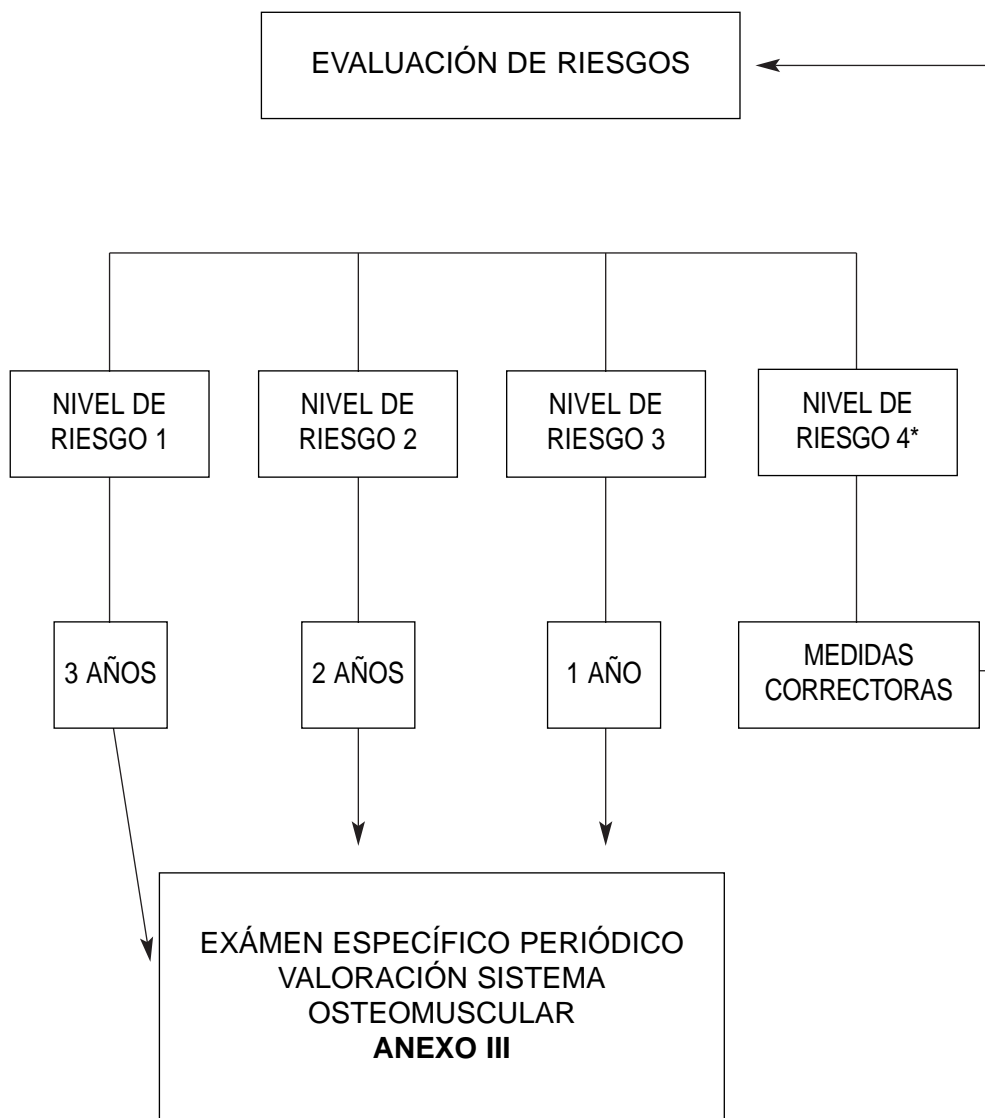 EVALUACIÓN DE RIESGOS
NIVEL DE
RIESGO 1
NIVEL DE
RIESGO 2
NIVEL DE
RIESGO 3
NIVEL DE
RIESGO 4*
3 AÑOS
2 AÑOS
1 AÑO
MEDIDAS
CORRECTORAS
EXÁMEN ESPECÍFICO PERIÓDICO
VALORACIÓN SISTEMA
OSTEOMUSCULAR
ANEXO III